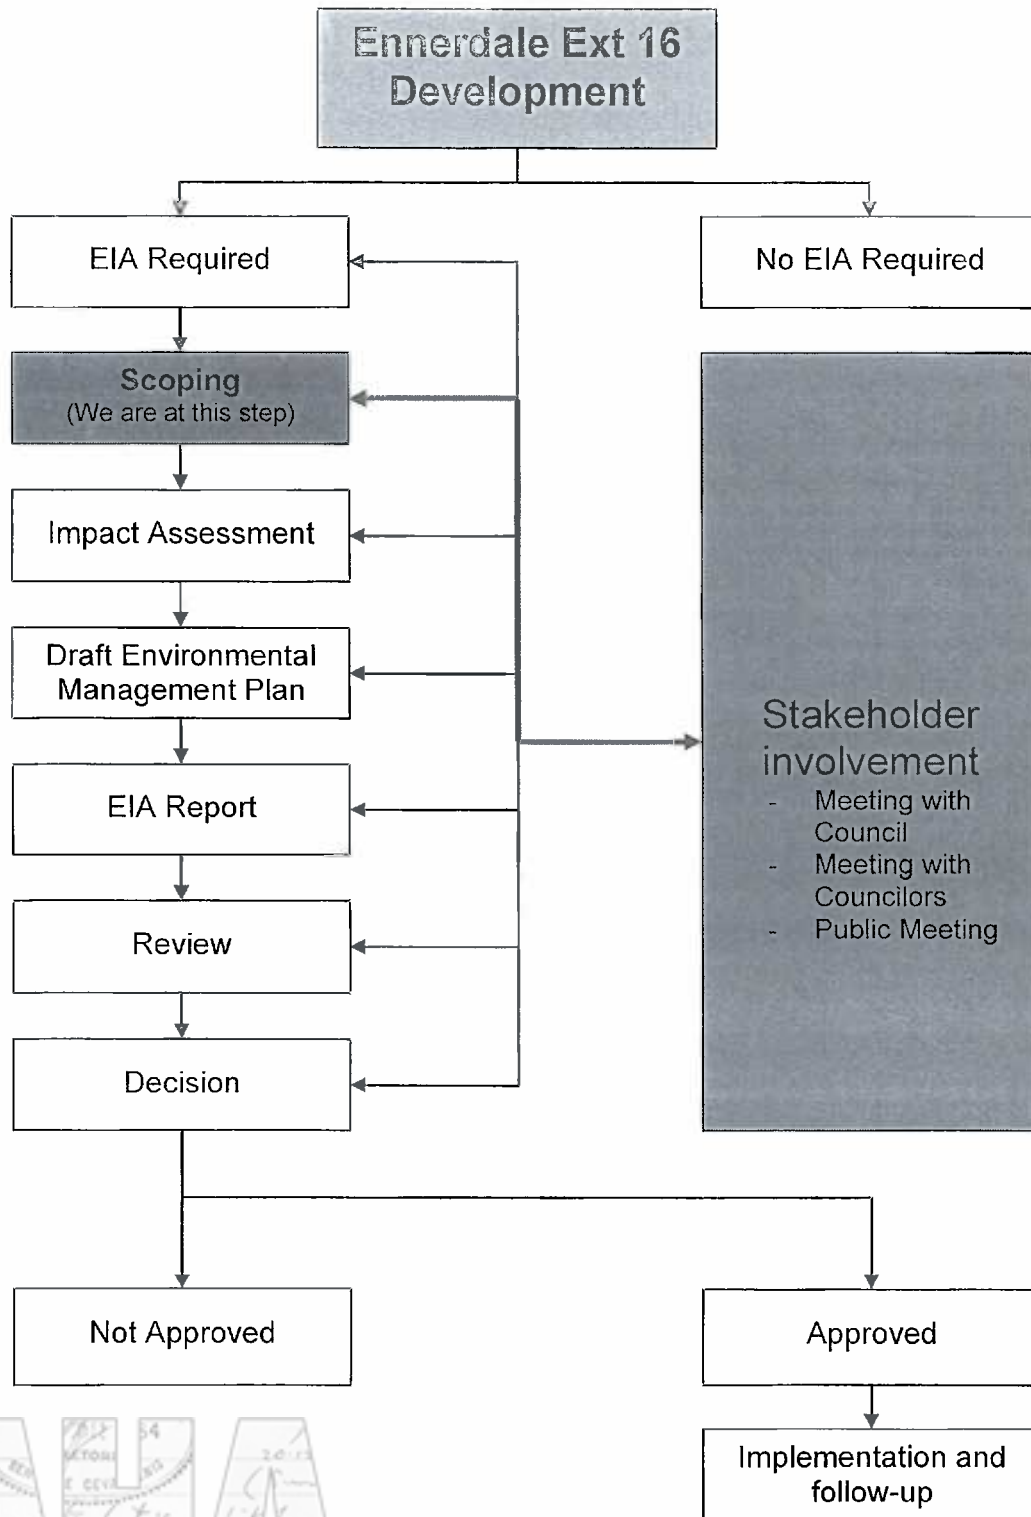 Ennerdale Ext 16
Development
EIA Required
No EIA Required
Scoping
(We are at this step)
Impact Assessment
Draft Environmental
Management Plan
EIA Report
Review
Decision
Stakeholder
involvement
- Meeting with
Council
- Meeting with
Councilors
- Public Meeting
Not Approved
Approved
Implementation and
follow-up